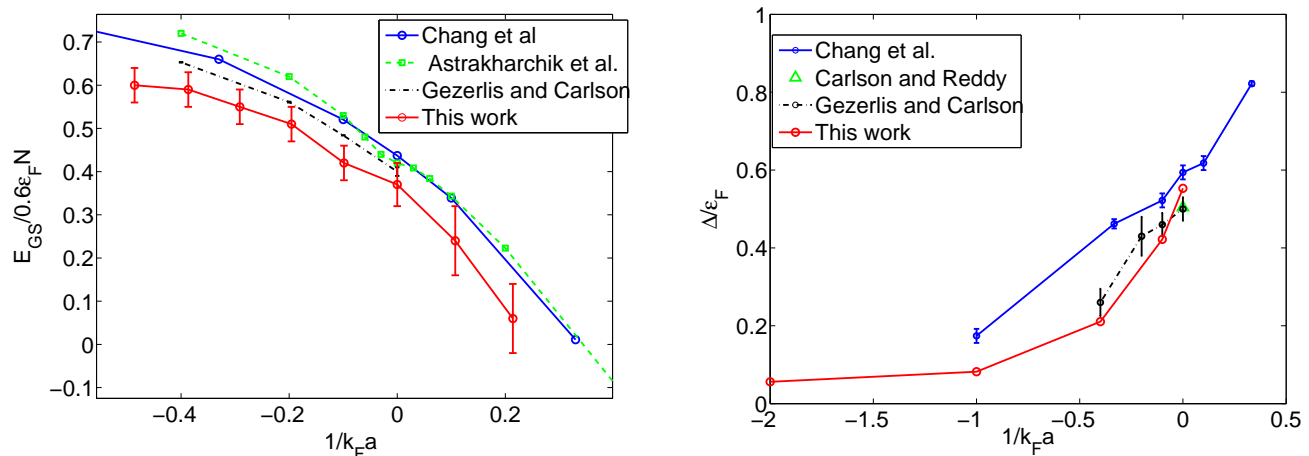 0.7
0.6
0.5
0.4
0.3
0.2
0.1
0
−0.1
E_GS/0.6ε_FN
−0.4
−0.2
0
0.2
1/k_Fa
Chang et al
Astrakharchik et al.
Gezerlis and Carlson
This work
1
0.8
0.6
0.4
0.2
0
Δ/ε_F
−2
−1.5
−1
−0.5
0
0.5
1/k_Fa
Chang et al.
Carlson and Reddy
Gezerlis and Carlson
This work